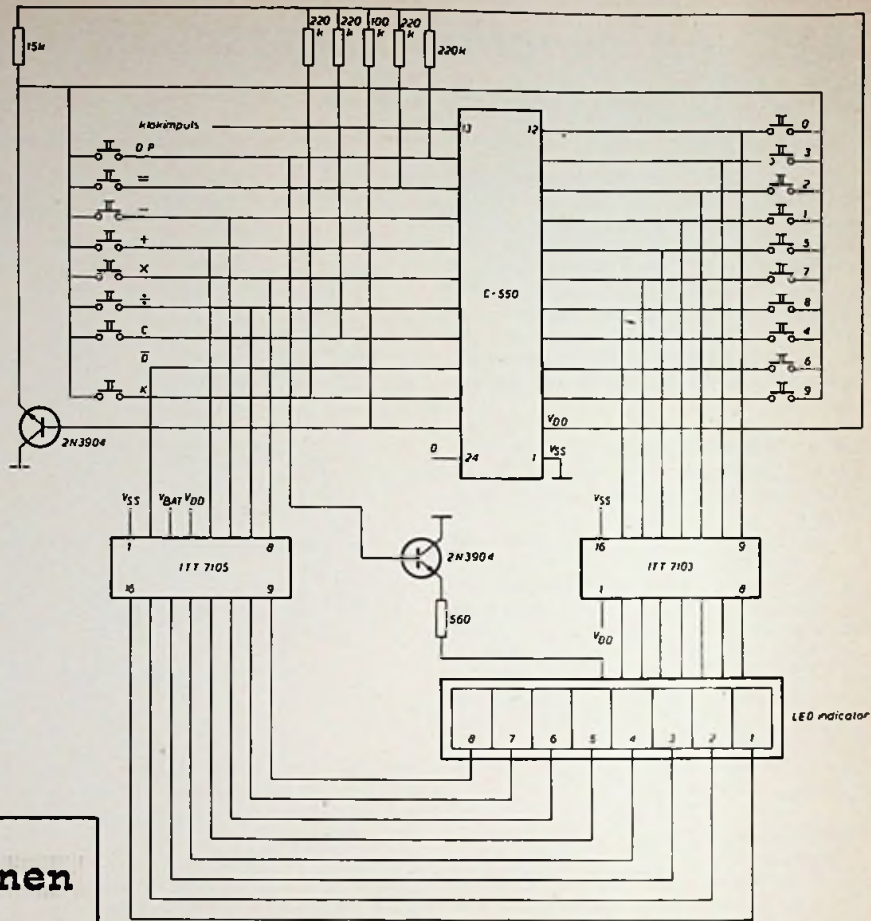 15k
220 k
220 k
100 k
220 k
220k
klokimpuls
13
12
0
DP
3
=
2
−
1
+
5
X
7
÷
C-550
8
C
4
D̅
6
K
9
VDD
2N3904
D
24
1
VSS
VSS
VBAT
VDD
VSS
1
8
16
9
ITT 7105
2N3904
ITT 7103
16
9
1
8
560
VDD
LED indicator
8 7 6 5 4 3 2 1
nen